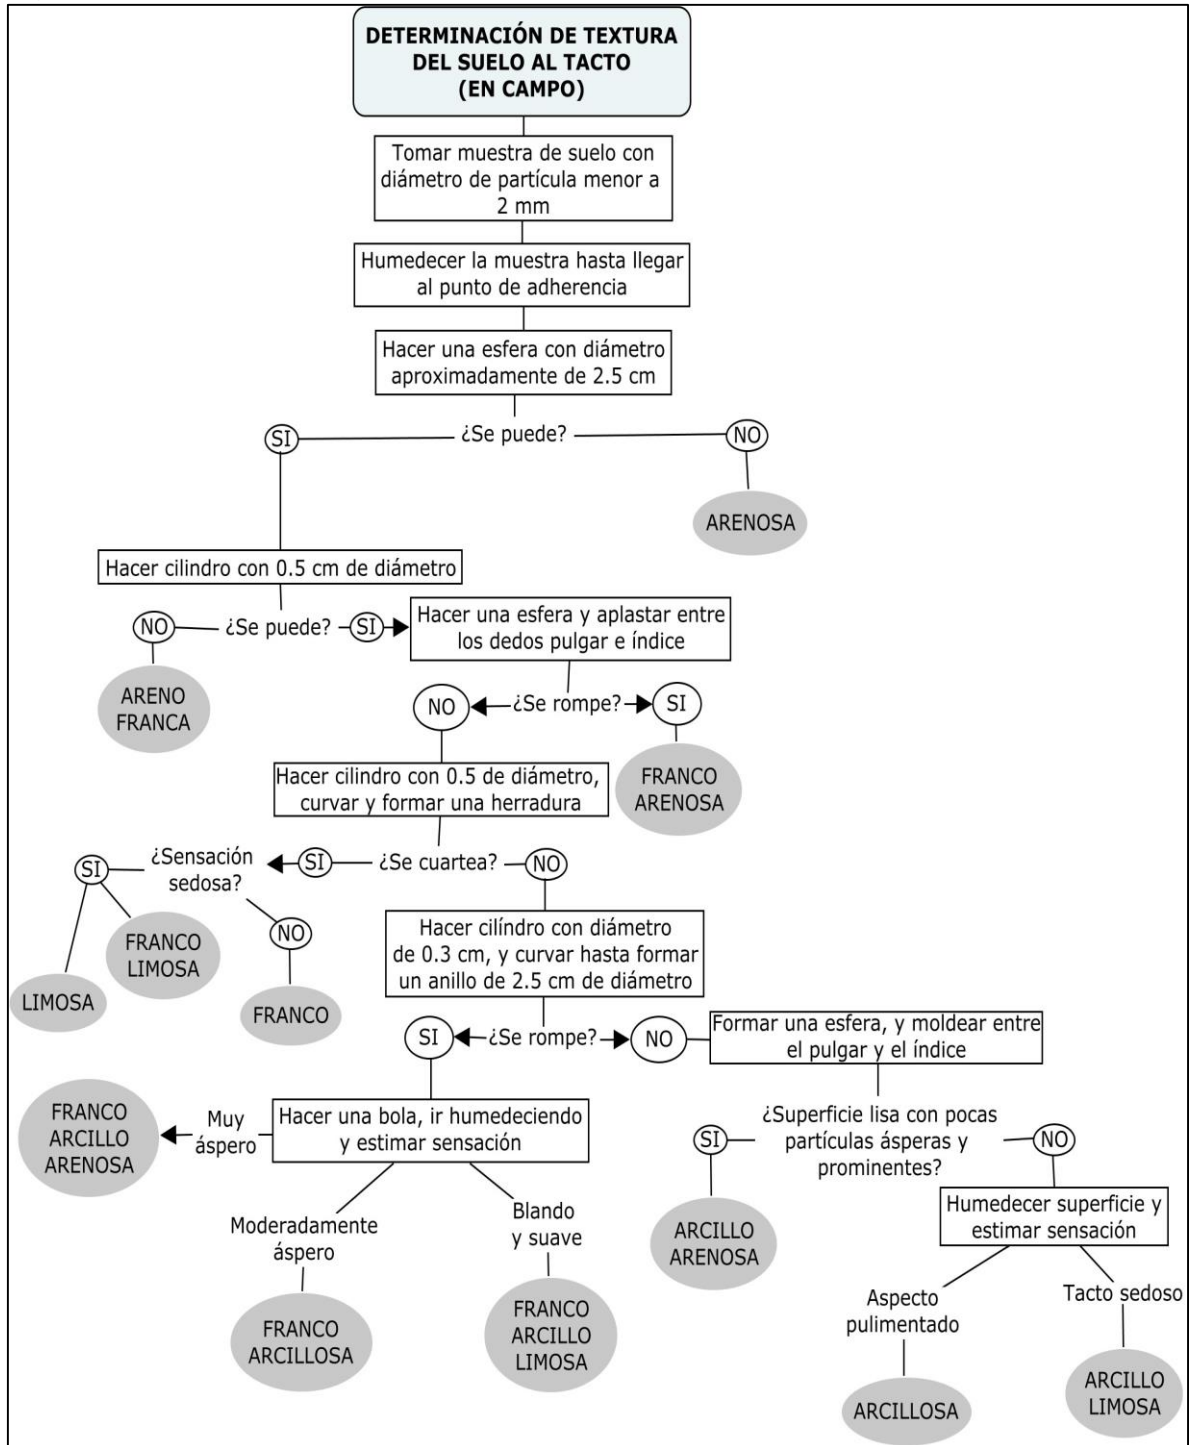 DETERMINACIÓN DE TEXTURA
DEL SUELO AL TACTO
(EN CAMPO)
Tomar muestra de suelo con
diámetro de partícula menor a
2 mm
Humedecer la muestra hasta llegar
al punto de adherencia
Hacer una esfera con diámetro
aproximadamente de 2.5 cm
SI
¿Se puede?
NO
ARENOSA
Hacer cilindro con 0.5 cm de diámetro
NO
¿Se puede?
SI
Hacer una esfera y aplastar entre
los dedos pulgar e índice
ARENO
FRANCA
NO
¿Se rompe?
SI
FRANCO
ARENOSA
Hacer cilindro con 0.5 de diámetro,
curvar y formar una herradura
SI
¿Sensación
sedosa?
SI
¿Se cuartea?
NO
LIMOSA
FRANCO
LIMOSA
NO
FRANCO
Hacer cilíndro con diámetro
de 0.3 cm, y curvar hasta formar
un anillo de 2.5 cm de diámetro
SI
¿Se rompe?
NO
Formar una esfera, y moldear entre
el pulgar y el índice
FRANCO
ARCILLO
ARENOSA
Muy
áspero
Hacer una bola, ir humedeciendo
y estimar sensación
SI
¿Superficie lisa con pocas
partículas ásperas y
prominentes?
NO
Moderadamente
áspero
Blando
y suave
ARCILLO
ARENOSA
Humedecer superficie y
estimar sensación
FRANCO
ARCILLOSA
FRANCO
ARCILLO
LIMOSA
Aspecto
pulimentado
Tacto sedoso
ARCILLOSA
ARCILLO
LIMOSA